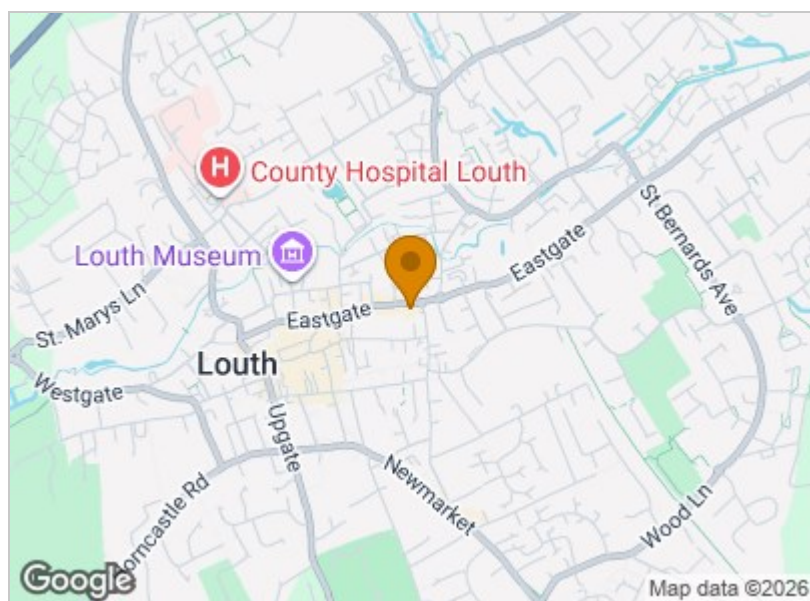 H
County Hospital Louth
Louth Museum
St Bernards Ave
Eastgate
St. Marys Ln
Eastgate
Louth
Westgate
Upgate
Newmarket
Horncastle Rd
Wood Ln
Google
Map data ©2026